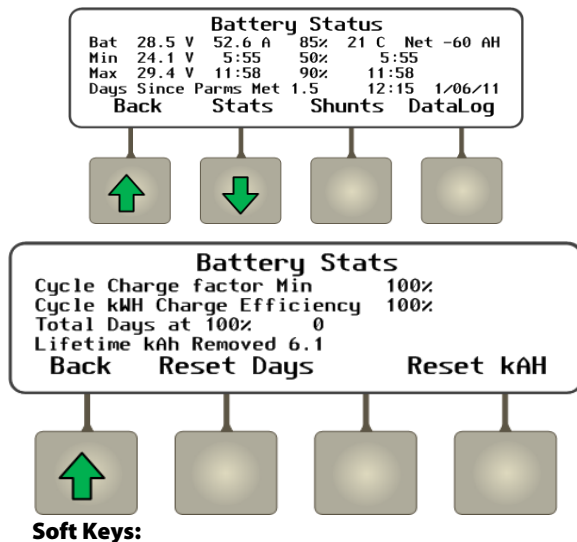 Battery Status
Bat 28.5 V 52.6 A 85% 21 C Net -60 AH
Min 24.1 V 5:55 50% 5:55
Max 29.4 V 11:58 90% 11:58
Days Since Parms Met 1.5 12:15 1/06/11
Back Stats Shunts DataLog
Battery Stats
Cycle Charge factor Min 100%
Cycle kWH Charge Efficiency 100%
Total Days at 100% 0
Lifetime kAh Removed 6.1
Back Reset Days Reset kAH
Soft Keys: